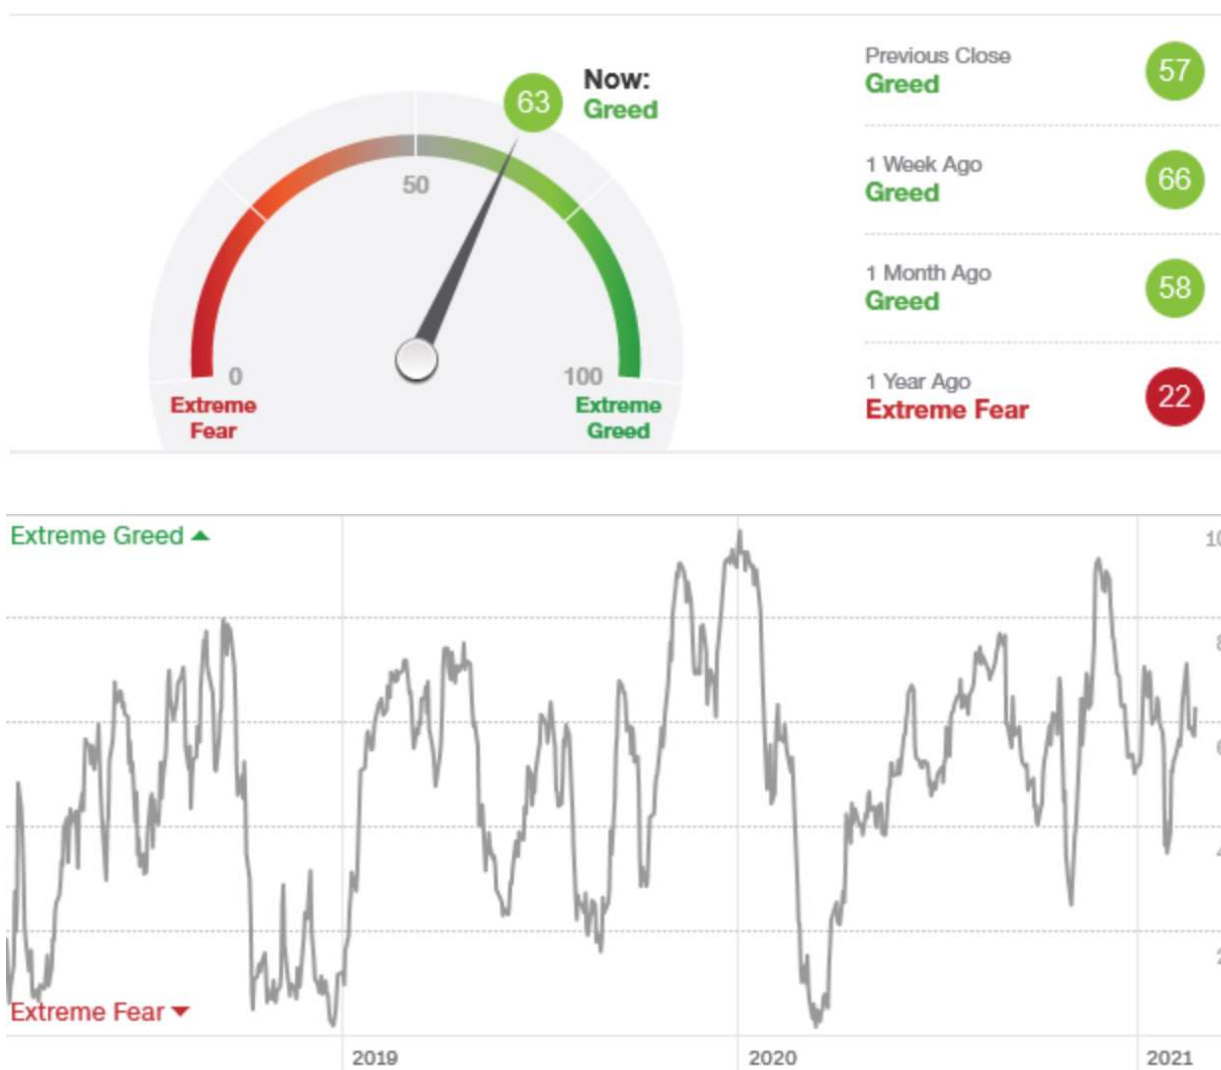 Now:
Greed
63
50
0
100
Extreme
Fear
Extreme
Greed
Previous Close
Greed
57
1 Week Ago
Greed
66
1 Month Ago
Greed
58
1 Year Ago
Extreme Fear
22
Extreme Greed ▲
Extreme Fear ▼
2019
2020
2021